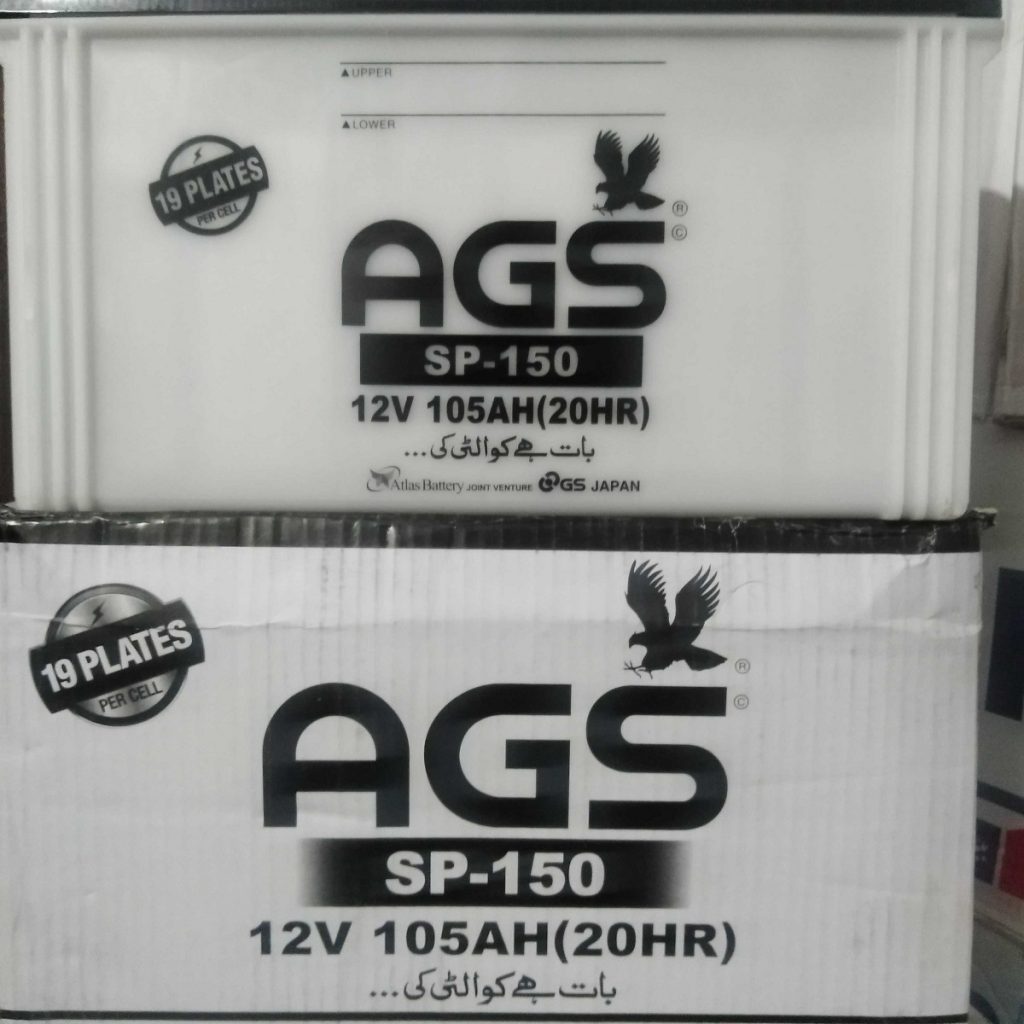 ▲UPPER
▲LOWER
19 PLATES
PER CELL
AGS®©
SP-150
12V 105AH(20HR)
بات ہے کوالٹی کی...
Atlas Battery JOINT VENTURE GS JAPAN
19 PLATES
PER CELL
AGS®©
SP-150
12V 105AH(20HR)
بات ہے کوالٹی کی...